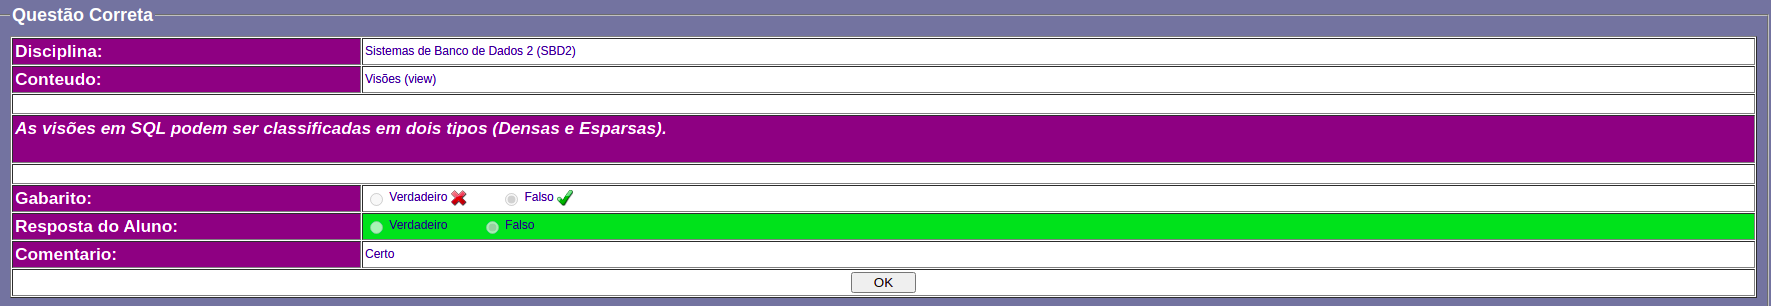 Questão Correta
Disciplina: Sistemas de Banco de Dados 2 (SBD2)
Conteudo: Visões (view)
As visões em SQL podem ser classificadas em dois tipos (Densas e Esparsas).
Gabarito: Verdadeiro Falso
Resposta do Aluno: Verdadeiro Falso
Comentario: Certo
OK